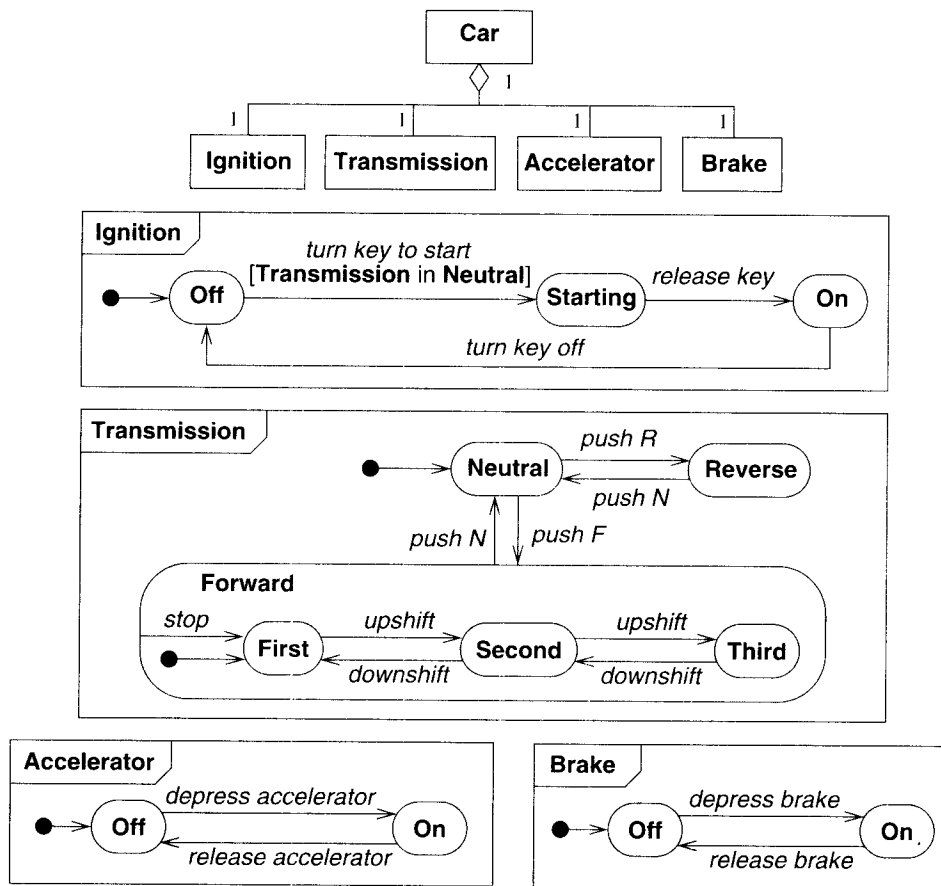 Car
1
1
1
1
1
Ignition
Transmission
Accelerator
Brake
Ignition
turn key to start
[Transmission in Neutral]
release key
Off
Starting
On
turn key off
Transmission
push R
Neutral
Reverse
push N
push N
push F
Forward
stop
upshift
upshift
First
Second
Third
downshift
downshift
Accelerator
depress accelerator
Off
On
release accelerator
Brake
depress brake
Off
On
release brake